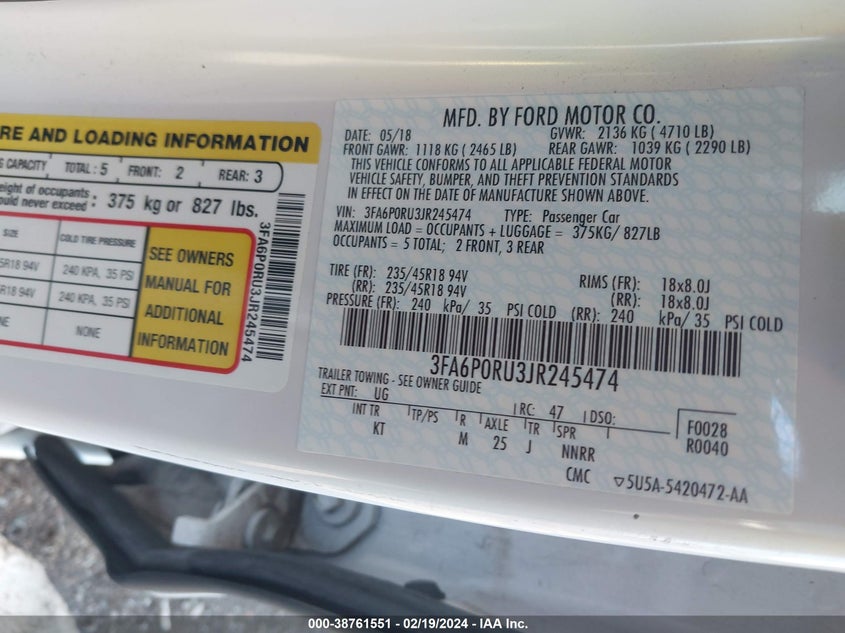 RE AND LOADING INFORMATION
CAPACITY TOTAL: 5 FRONT: 2 REAR: 3
eight of occupants
ould never exceed : 375 kg or 827 lbs.
SIZE COLD TIRE PRESSURE
5R18 94V 240 KPA, 35 PSI
5R18 94V 240 KPA, 35 PSI
NE NONE
SEE OWNERS
MANUAL FOR
ADDITIONAL
INFORMATION
3FA6P0RU3JR245474
MFD. BY FORD MOTOR CO.
DATE: 05/18 GVWR: 2136 KG ( 4710 LB)
FRONT GAWR: 1118 KG ( 2465 LB) REAR GAWR: 1039 KG ( 2290 LB)
THIS VEHICLE CONFORMS TO ALL APPLICABLE FEDERAL MOTOR
VEHICLE SAFETY, BUMPER, AND THEFT PREVENTION STANDARDS
IN EFFECT ON THE DATE OF MANUFACTURE SHOWN ABOVE.
VIN: 3FA6P0RU3JR245474 TYPE: Passenger Car
MAXIMUM LOAD = OCCUPANTS + LUGGAGE = 375KG/ 827LB
OCCUPANTS = 5 TOTAL; 2 FRONT, 3 REAR
TIRE (FR): 235/45R18 94V RIMS (FR): 18x8.0J
(RR): 235/45R18 94V (RR): 18x8.0J
PRESSURE (FR): 240 kPa/ 35 PSI COLD (RR): 240 kPa/ 35 PSI COLD
3FA6P0RU3JR245474
TRAILER TOWING - SEE OWNER GUIDE
EXT PNT: UG RC: 47 DSO: F0028
INT TR TP/PS R AXLE TR SPR R0040
KT M 25 J NNRR
CMC ▽5U5A-5420472-AA
000-38761551 - 02/19/2024 - IAA Inc.